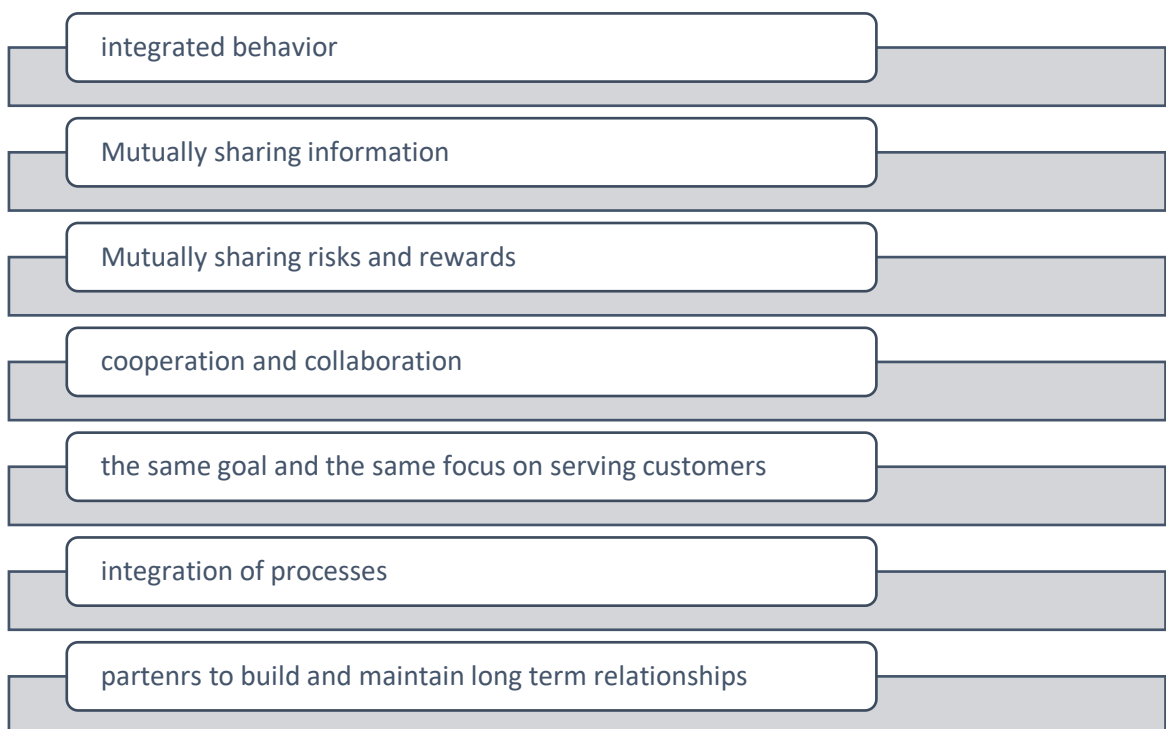 integrated behavior
Mutually sharing information
Mutually sharing risks and rewards
cooperation and collaboration
the same goal and the same focus on serving customers
integration of processes
partenrs to build and maintain long term relationships